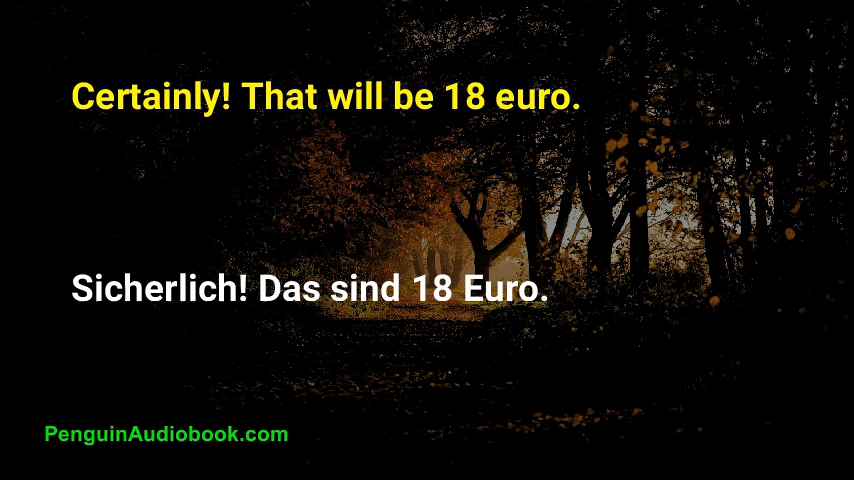 Certainly! That will be 18 euro.
Sicherlich! Das sind 18 Euro.
PenguinAudiobook.com